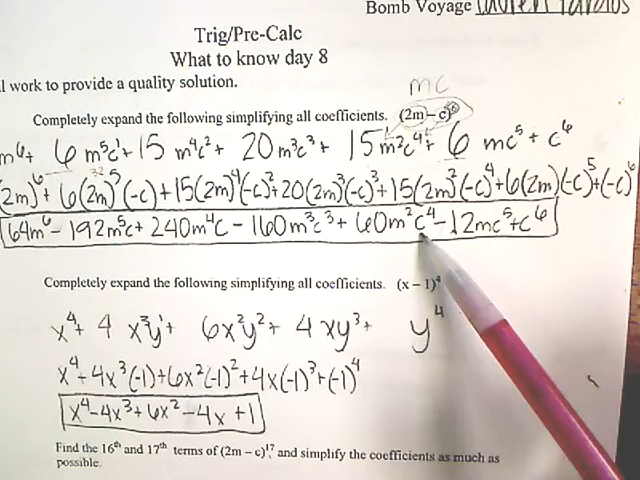 Bomb Voyage
Trig/Pre-Calc
What to know day 8
l work to provide a quality solution.
mc
Completely expand the following simplifying all coefficients. (2m – c)⁶
m⁶ + 6 m⁵c¹ + 15 m⁴c² + 20 m³c³ + 15 m²c⁴ + 6 mc⁵ + c⁶
32
(2m)⁶ + 6(2m)⁵(-c) + 15(2m)⁴(-c)² + 20(2m)³(-c)³ + 15(2m)²(-c)⁴ + 6(2m)(-c)⁵ + (-c)⁶
64m⁶ - 192m⁵c + 240m⁴c - 160m³c³ + 60m²c⁴ - 12mc⁵ + c⁶
Completely expand the following simplifying all coefficients. (x – 1)⁴
x⁴ + 4 x³y¹ + 6x²y² + 4 xy³ + y⁴
x⁴ + 4x³(-1) + 6x²(-1)² + 4x(-1)³ + (-1)⁴
x⁴ - 4x³ + 6x² - 4x + 1
Find the 16th and 17th terms of (2m – c)¹⁷, and simplify the coefficients as much as
possible.